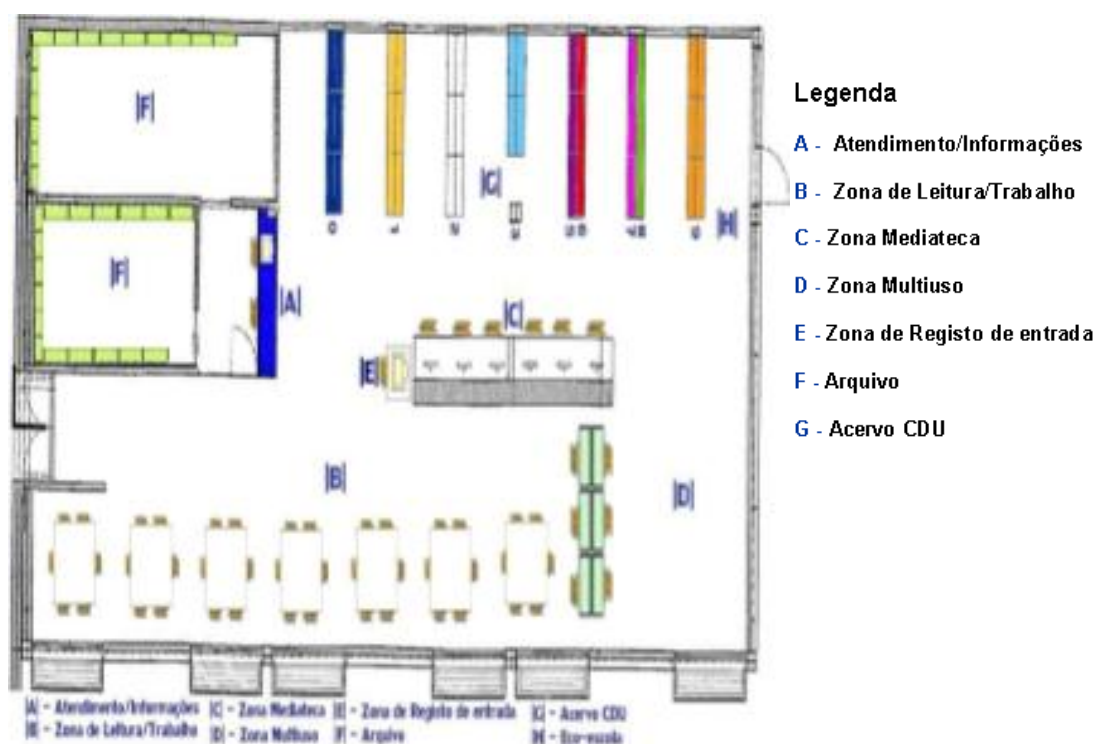 |F|
|G|
|H|
|F|
|A|
|C|
|E|
|B|
|D|
Legenda
A - Atendimento/Informações
B - Zona de Leitura/Trabalho
C - Zona Mediateca
D - Zona Multiuso
E - Zona de Registo de entrada
F - Arquivo
G - Acervo CDU
|A| - Atendimento/Informações |C| - Zona Mediateca |E| - Zona de Registo de entrada |G| - Acervo CDU
|B| - Zona de Leitura/Trabalho |D| - Zona Multiuso |F| - Arquivo |H| - Eco-escola